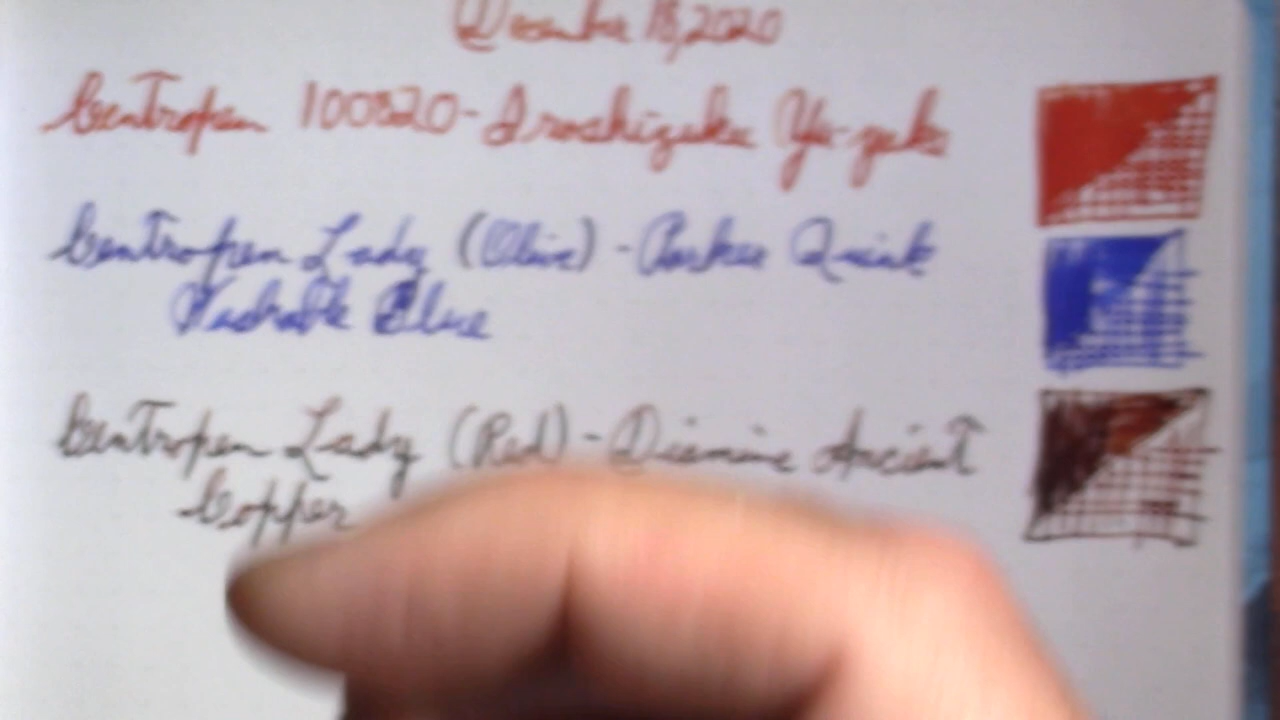 December 18, 2020
Centropen 100820-Iroshizuku Yu-yake
Centropen Lady (Olive) - Parker Quink
Washable Blue
Centropen Lady (Red) - Diamine Ancient
Copper